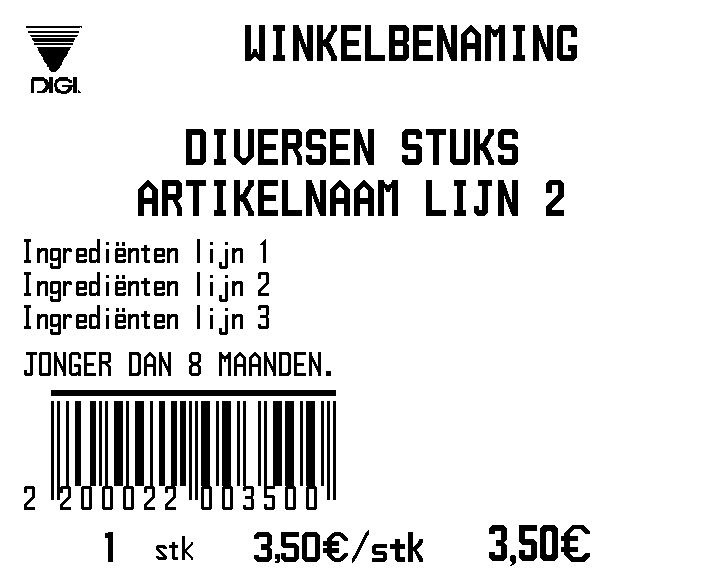 DIGI.
WINKELBENAMING
DIVERSEN STUKS
ARTIKELNAAM LIJN 2
Ingrediënten lijn 1
Ingrediënten lijn 2
Ingrediënten lijn 3
JONGER DAN 8 MAANDEN.
2 200022 003500
1 stk 3,50€/stk 3,50€